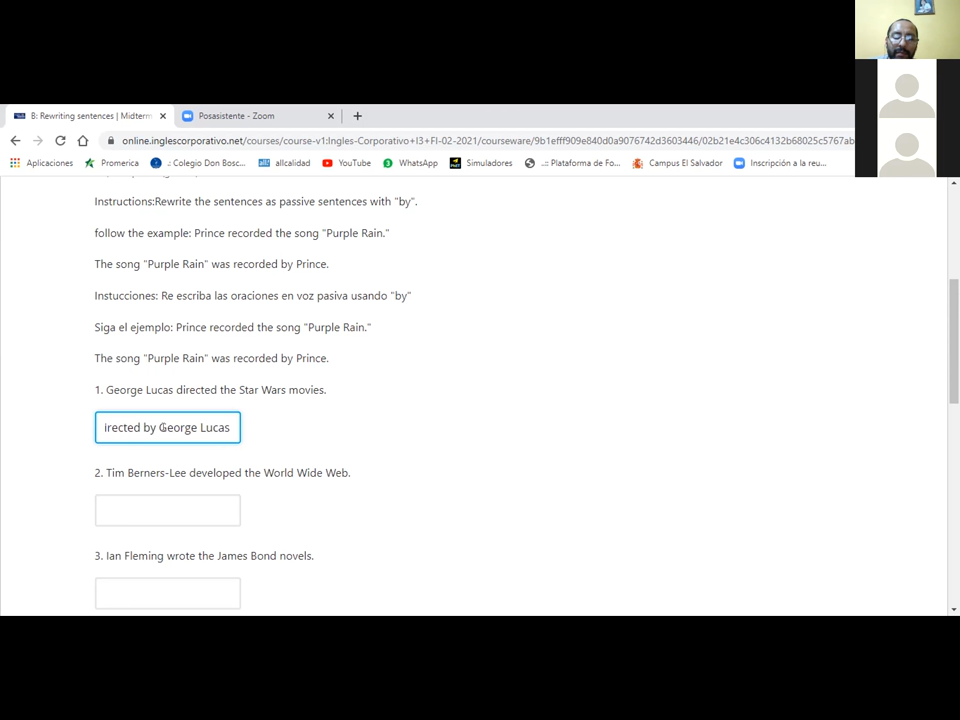 B: Rewriting sentences | Midterm
Posasistente - Zoom
online.inglescorporativo.net/courses/course-v1:Ingles-Corporativo+I3+FI-02-2021/courseware/9b1efff909e840d0a9076742d3603446/02b21e4c306c4132b68025c5767ab
Aplicaciones
Promerica
.: Colegio Don Bosc...
allcalidad
YouTube
WhatsApp
Simuladores
..:: Plataforma de Fo...
Campus El Salvador
Inscripción a la reu...
Instructions:Rewrite the sentences as passive sentences with "by".
follow the example: Prince recorded the song "Purple Rain."
The song "Purple Rain" was recorded by Prince.
Instucciones: Re escriba las oraciones en voz pasiva usando "by"
Siga el ejemplo: Prince recorded the song "Purple Rain."
The song "Purple Rain" was recorded by Prince.
1. George Lucas directed the Star Wars movies.
irected by George Lucas
2. Tim Berners-Lee developed the World Wide Web.
3. Ian Fleming wrote the James Bond novels.